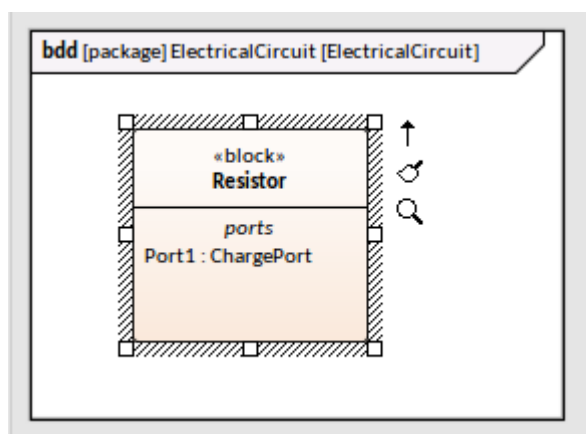 bdd [package] ElectricalCircuit [ElectricalCircuit]
«block»
Resistor
ports
Port1 : ChargePort